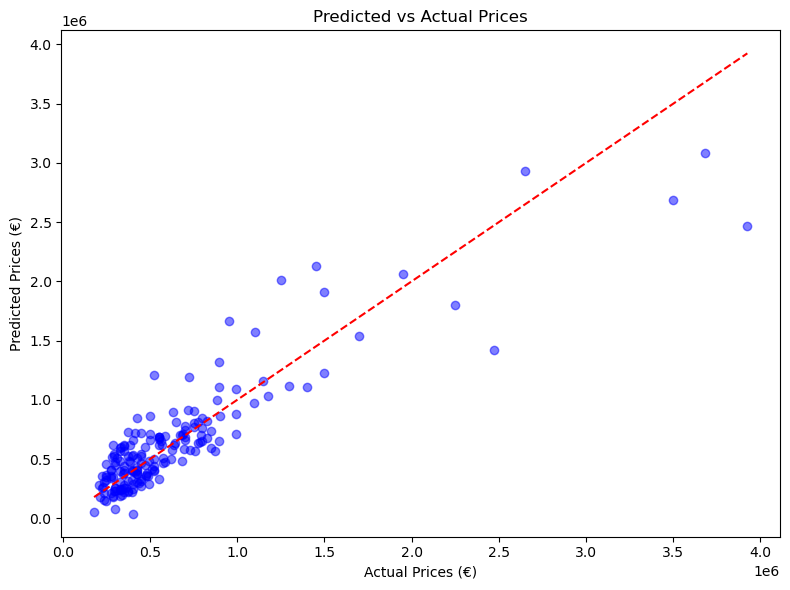 Predicted vs Actual Prices
1e6
4.0
3.5
3.0
2.5
2.0
1.5
1.0
0.5
0.0
Predicted Prices (€)
0.0 0.5 1.0 1.5 2.0 2.5 3.0 3.5 4.0
1e6
Actual Prices (€)